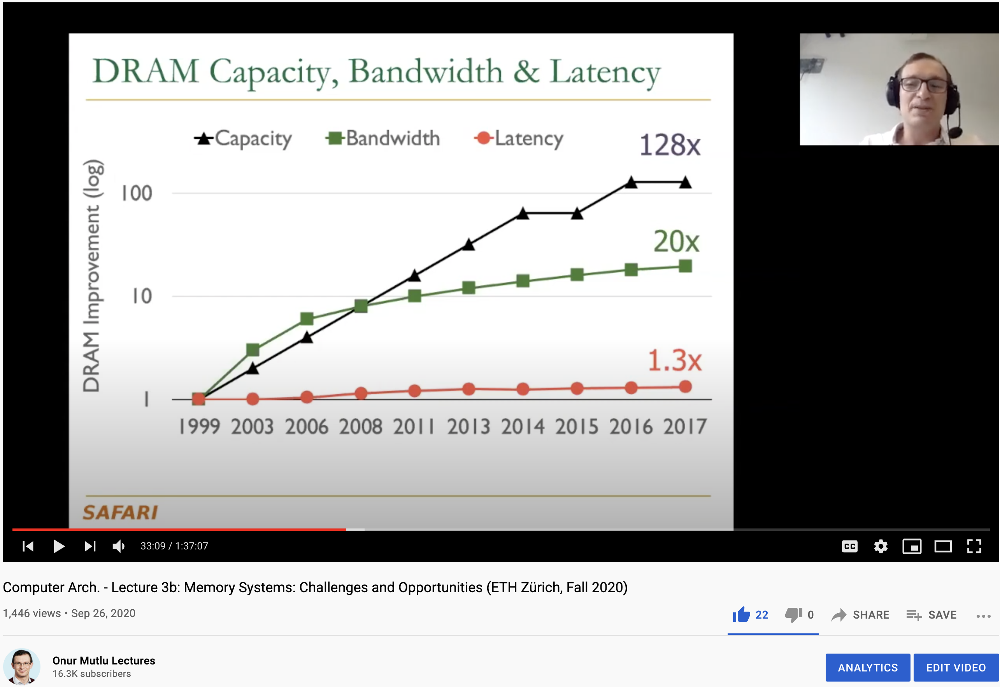 DRAM Capacity, Bandwidth & Latency
Capacity Bandwidth Latency
128x
DRAM Improvement (log)
100
20x
10
1.3x
1
1999 2003 2006 2008 2011 2013 2014 2015 2016 2017
SAFARI
33:09 / 1:37:07
CC
Computer Arch. - Lecture 3b: Memory Systems: Challenges and Opportunities (ETH Zürich, Fall 2020)
1,446 views • Sep 26, 2020
22 0 SHARE SAVE
Onur Mutlu Lectures
16.3K subscribers
ANALYTICS EDIT VIDEO